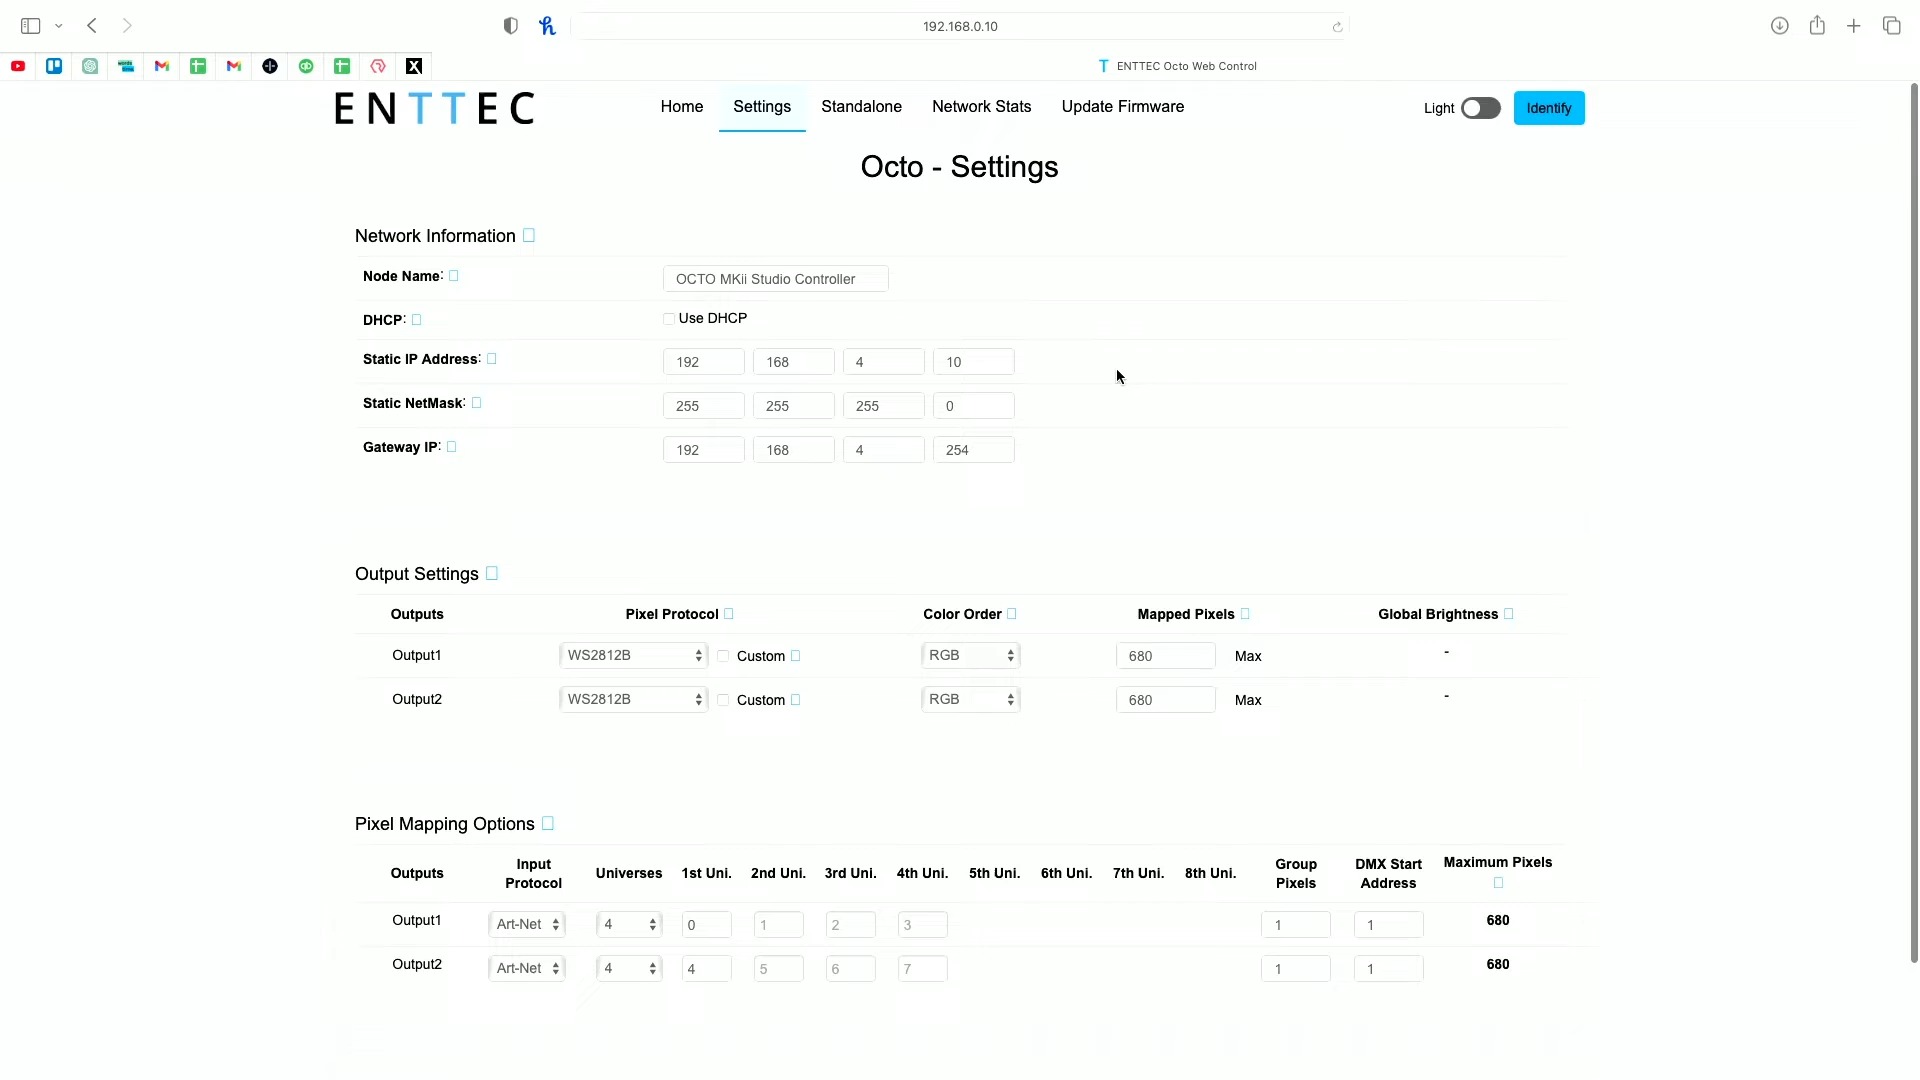 192.168.0.10
ENTTEC Octo Web Control
ENTTEC
Home Settings Standalone Network Stats Update Firmware
Light Identify
Octo - Settings
Network Information
Node Name: OCTO MKii Studio Controller
DHCP: Use DHCP
Static IP Address: 192 168 4 10
Static NetMask: 255 255 255 0
Gateway IP: 192 168 4 254
Output Settings
Outputs Pixel Protocol Color Order Mapped Pixels Global Brightness
Output1 WS2812B Custom RGB 680 Max -
Output2 WS2812B Custom RGB 680 Max -
Pixel Mapping Options
Outputs Input Protocol Universes 1st Uni. 2nd Uni. 3rd Uni. 4th Uni. 5th Uni. 6th Uni. 7th Uni. 8th Uni. Group Pixels DMX Start Address Maximum Pixels
Output1 Art-Net 4 0 1 2 3 1 1 680
Output2 Art-Net 4 4 5 6 7 1 1 680